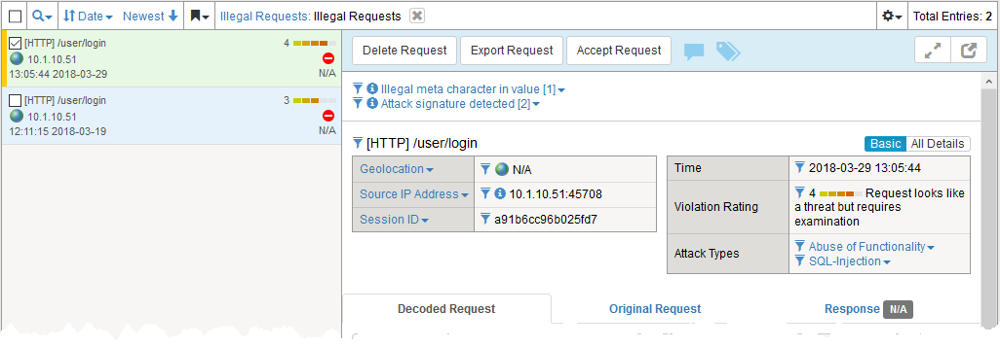 Date Newest Illegal Requests: Illegal Requests Total Entries: 2
[HTTP] /user/login 4
10.1.10.51
13:05:44 2018-03-29 N/A
[HTTP] /user/login 3
10.1.10.51
12:11:15 2018-03-19 N/A
Delete Request Export Request Accept Request
Illegal meta character in value [1]
Attack signature detected [2]
[HTTP] /user/login Basic All Details
Geolocation N/A
Source IP Address 10.1.10.51:45708
Session ID a91b6cc96b025fd7
Time 2018-03-29 13:05:44
Violation Rating 4 Request looks like
a threat but requires
examination
Attack Types Abuse of Functionality
SQL-Injection
Decoded Request Original Request Response N/A